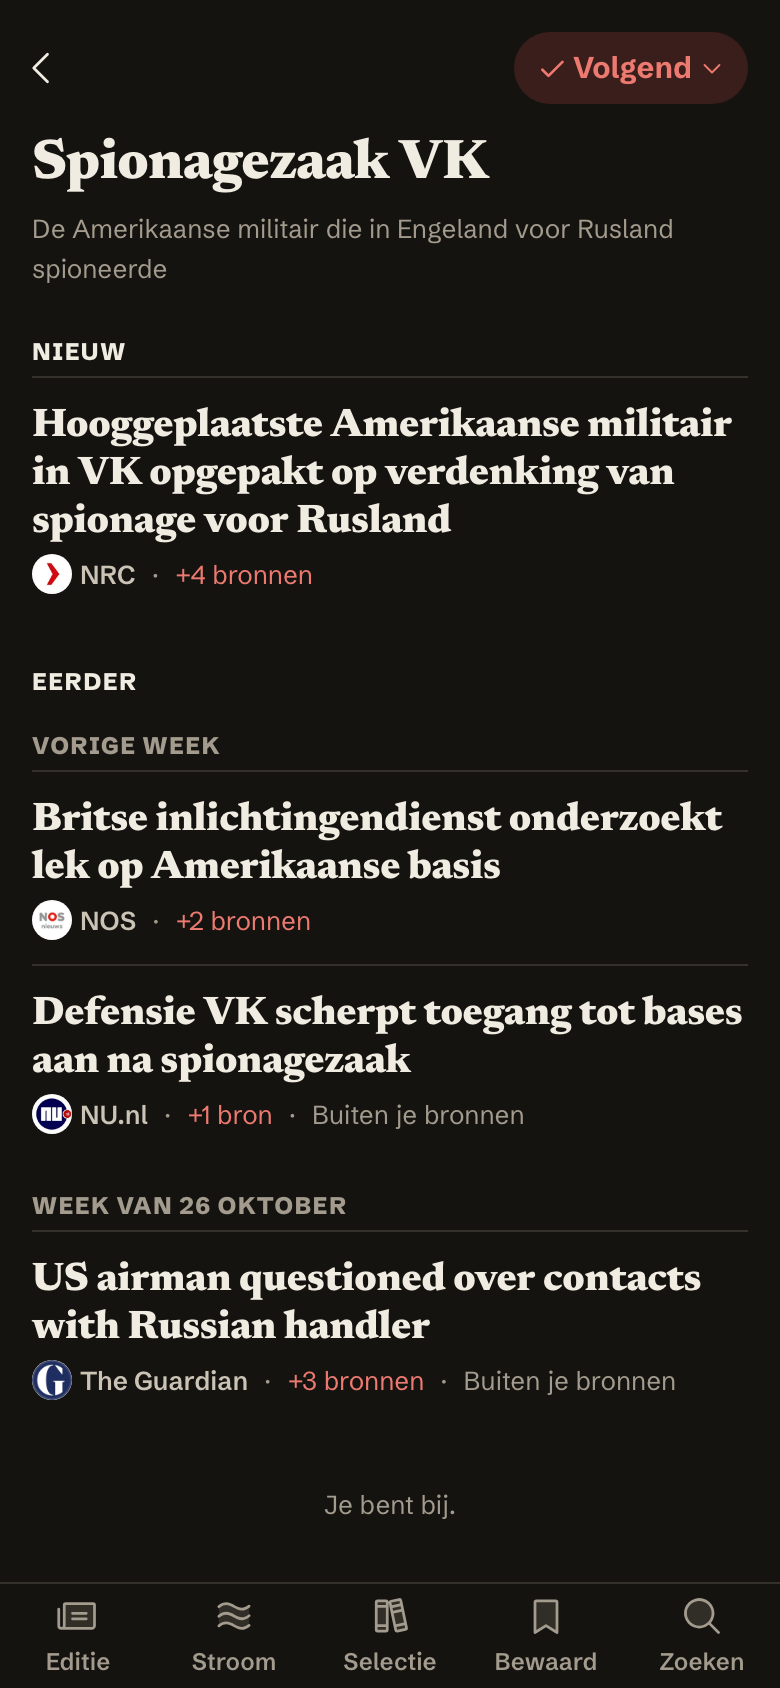 Volgend
Spionagezaak VK
De Amerikaanse militair die in Engeland voor Rusland
spioneerde
NIEUW
Hooggeplaatste Amerikaanse militair
in VK opgepakt op verdenking van
spionage voor Rusland
NRC · +4 bronnen
EERDER
VORIGE WEEK
Britse inlichtingendienst onderzoekt
lek op Amerikaanse basis
NOS nieuws NOS · +2 bronnen
Defensie VK scherpt toegang tot bases
aan na spionagezaak
nu NU.nl · +1 bron · Buiten je bronnen
WEEK VAN 26 OKTOBER
US airman questioned over contacts
with Russian handler
G The Guardian · +3 bronnen · Buiten je bronnen
Je bent bij.
Editie Stroom Selectie Bewaard Zoeken